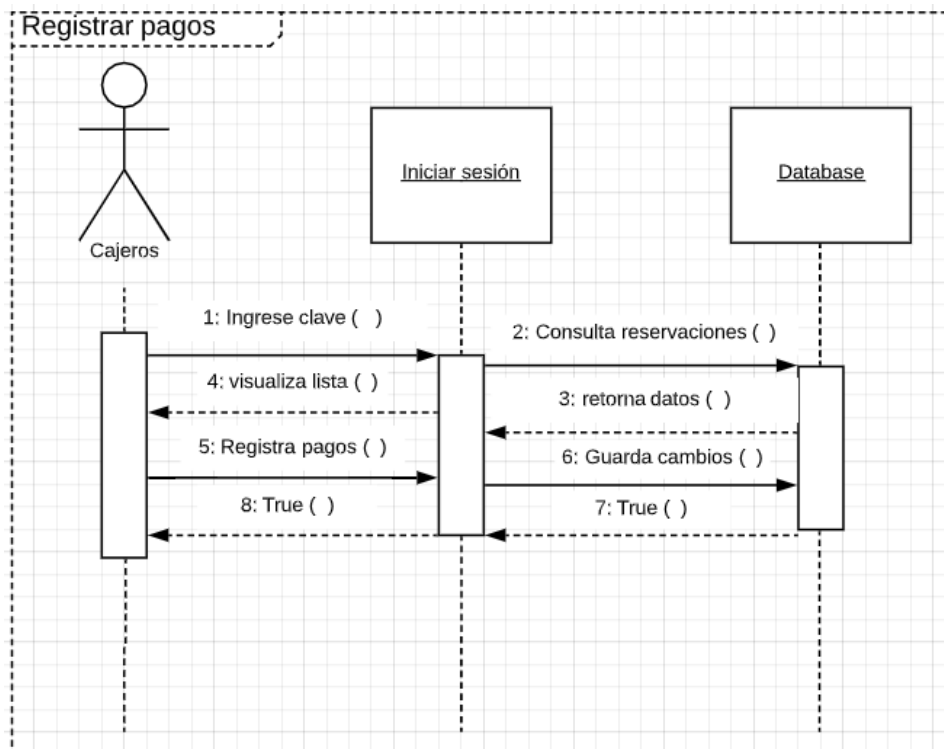 Registrar pagos
Cajeros
Iniciar sesión
Database
1: Ingrese clave (  )
2: Consulta reservaciones (  )
4: visualiza lista (  )
3: retorna datos (  )
5: Registra pagos (  )
6: Guarda cambios (  )
8: True (  )
7: True (  )